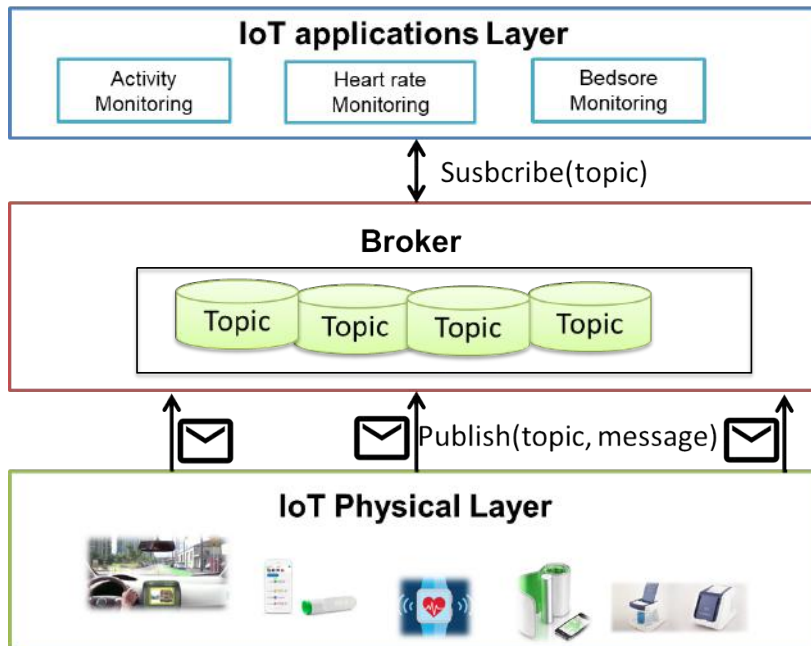 IoT applications Layer
Activity
Monitoring
Heart rate
Monitoring
Bedsore
Monitoring
Susbcribe(topic)
Broker
Topic
Topic
Topic
Topic
Publish(topic, message)
IoT Physical Layer